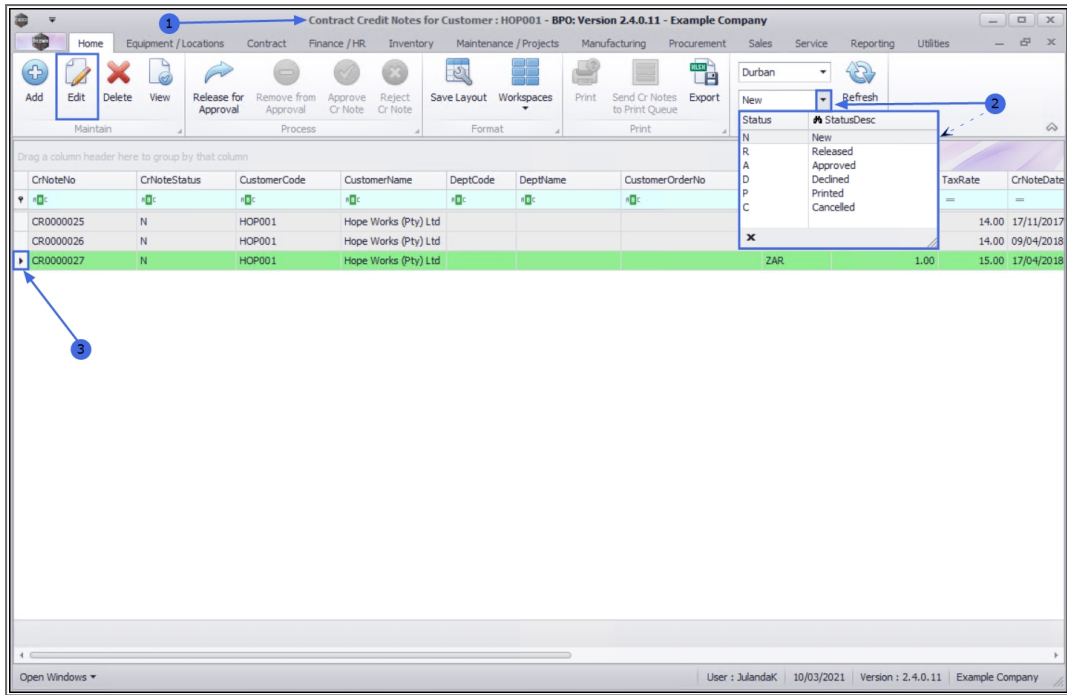 1
Contract Credit Notes for Customer : HOP001 - BPO: Version 2.4.0.11 - Example Company
Home Equipment / Locations Contract Finance / HR Inventory Maintenance / Projects Manufacturing Procurement Sales Service Reporting Utilities
Add Edit Delete View Release for Approval Remove from Approval Approve Cr Note Reject Cr Note Save Layout Workspaces Print Send Cr Notes to Print Queue Export Durban New Refresh
2
Maintain Process Format Print
Status StatusDesc
N New
R Released
A Approved
D Declined
P Printed
C Cancelled
Drag a column header here to group by that column
CrNoteNo CrNoteStatus CustomerCode CustomerName DeptCode DeptName CustomerOrderNo TaxRate CrNoteDate
CR0000025 N HOP001 Hope Works (Pty) Ltd 14.00 17/11/2017
CR0000026 N HOP001 Hope Works (Pty) Ltd 14.00 09/04/2018
CR0000027 N HOP001 Hope Works (Pty) Ltd ZAR 1.00 15.00 17/04/2018
3
Open Windows User : JulandaK 10/03/2021 Version : 2.4.0.11 Example Company